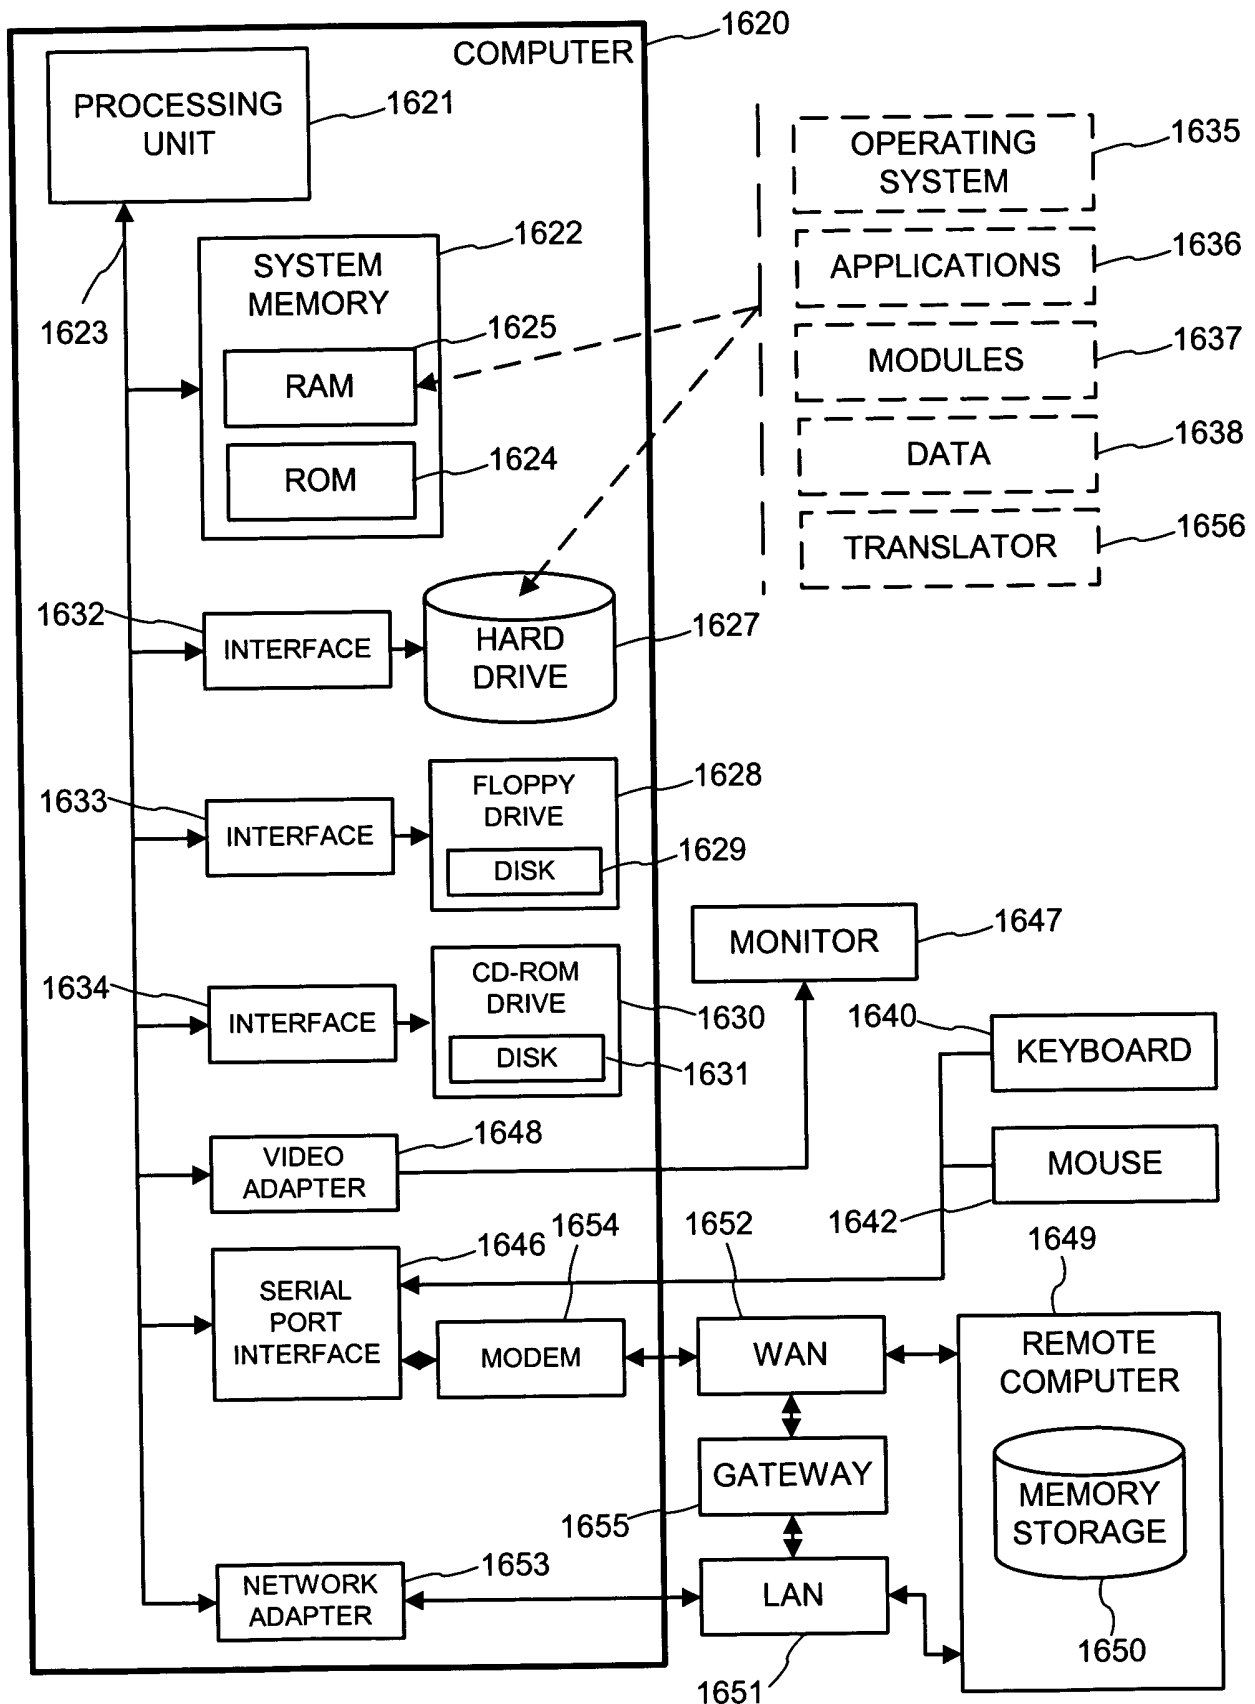 1620
COMPUTER
PROCESSING
UNIT
1621
1623
1622
SYSTEM
MEMORY
1625
RAM
1624
ROM
OPERATING
SYSTEM
1635
APPLICATIONS
1636
MODULES
1637
DATA
1638
TRANSLATOR
1656
1632
INTERFACE
HARD
DRIVE
1627
1633
INTERFACE
FLOPPY
DRIVE
1628
DISK
1629
1634
INTERFACE
CD-ROM
DRIVE
1630
DISK
1631
MONITOR
1647
1640
KEYBOARD
MOUSE
1642
1648
VIDEO
ADAPTER
1646
SERIAL
PORT
INTERFACE
1654
MODEM
1652
WAN
1649
REMOTE
COMPUTER
GATEWAY
1655
MEMORY
STORAGE
1650
1653
NETWORK
ADAPTER
LAN
1651